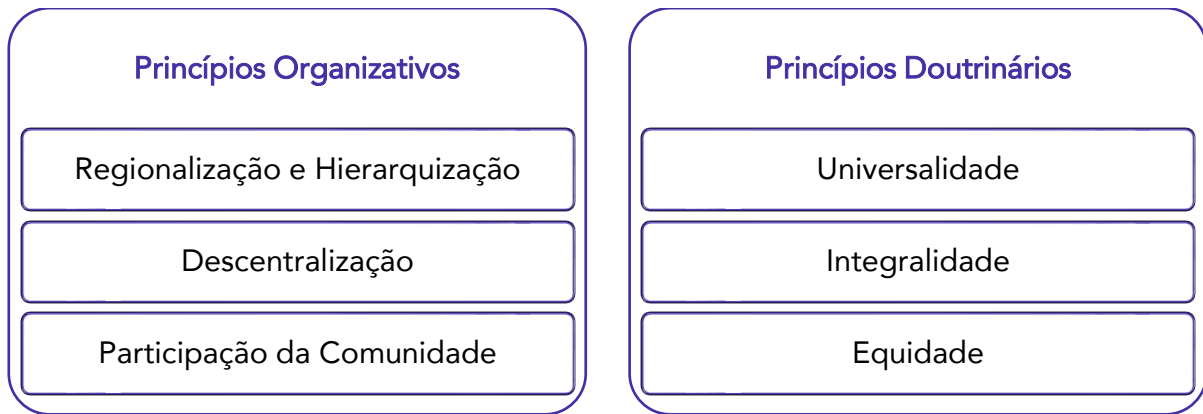 Princípios Organizativos
Regionalização e Hierarquização
Descentralização
Participação da Comunidade
Princípios Doutrinários
Universalidade
Integralidade
Equidade